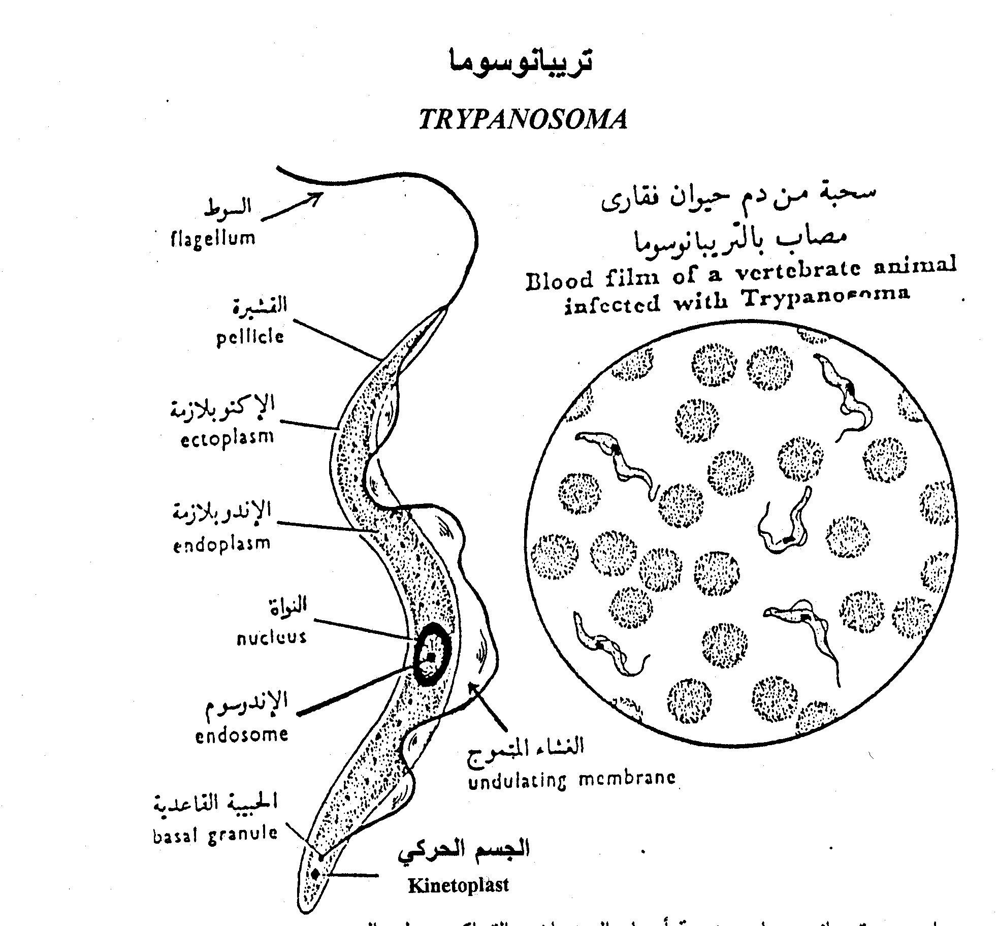 تريبانوسوما
TRYPANOSOMA
السوط
flagellum
القشيرة
pellicle
الإكتوبلازمة
ectoplasm
الإندوبلازمة
endoplasm
النواة
nucleus
الإندوسوم
endosome
الحبيبة القاعدية
basal granule
الجسم الحركي
Kinetoplast
الغشاء المتموج
undulating membrane
سحبة من دم حيوان فقارى
مصاب بالتريبانوسوما
Blood film of a vertebrate animal
infected with Trypanosoma